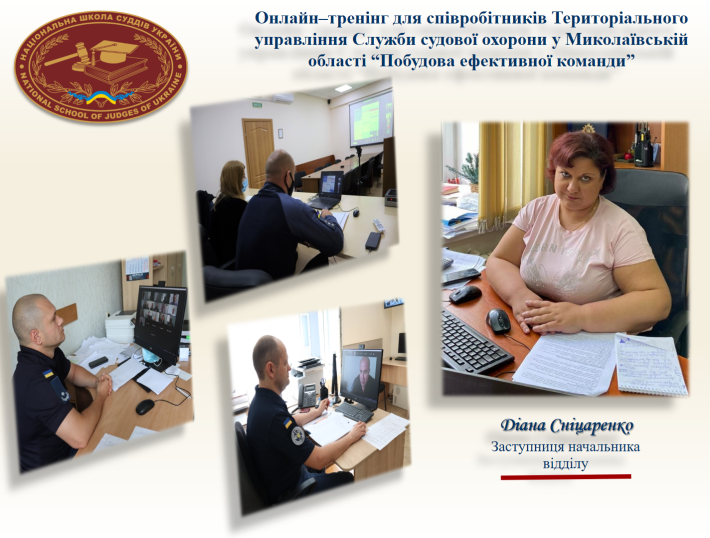 НАЦІОНАЛЬНА ШКОЛА СУДДІВ УКРАЇНИ
NATIONAL SCHOOL OF JUDGES OF UKRAINE
Онлайн–тренінг для співробітників Територіального
управління Служби судової охорони у Миколаївській
області “Побудова ефективної команди”
Діана Сніцаренко
Заступниця начальника
відділу